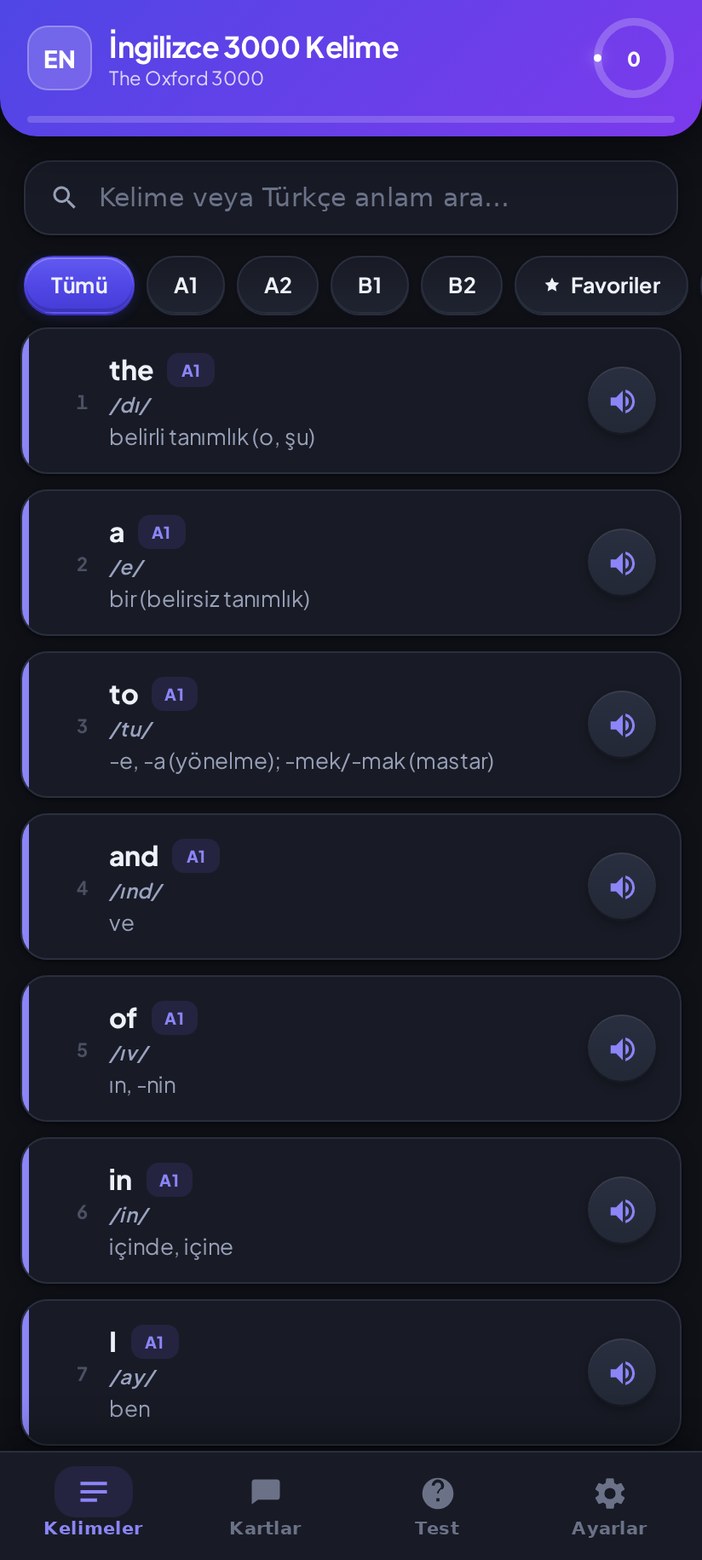 EN
İngilizce 3000 Kelime
The Oxford 3000
0
Kelime veya Türkçe anlam ara...
Tümü A1 A2 B1 B2 Favoriler
the A1
1
/dı/
belirli tanımlık (o, şu)
a A1
2
/e/
bir (belirsiz tanımlık)
to A1
3
/tu/
-e, -a (yönelme); -mek/-mak (mastar)
and A1
4
/ınd/
ve
of A1
5
/ıv/
ın, -nin
in A1
6
/in/
içinde, içine
I A1
7
/ay/
ben
Kelimeler Kartlar Test Ayarlar